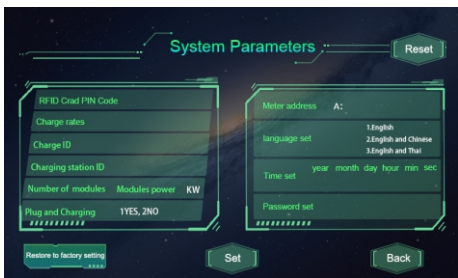 System Parameters
Reset
RFID Crad PIN Code
Charge rates
Charge ID
Charging station ID
Number of modules Modules power KW
Plug and Charging 1YES, 2NO
Meter address A:
language set
1.English
2.English and Chinese
3.English and Thai
Time set year month day hour min sec
Password set
Restore to factory setting
Set
Back